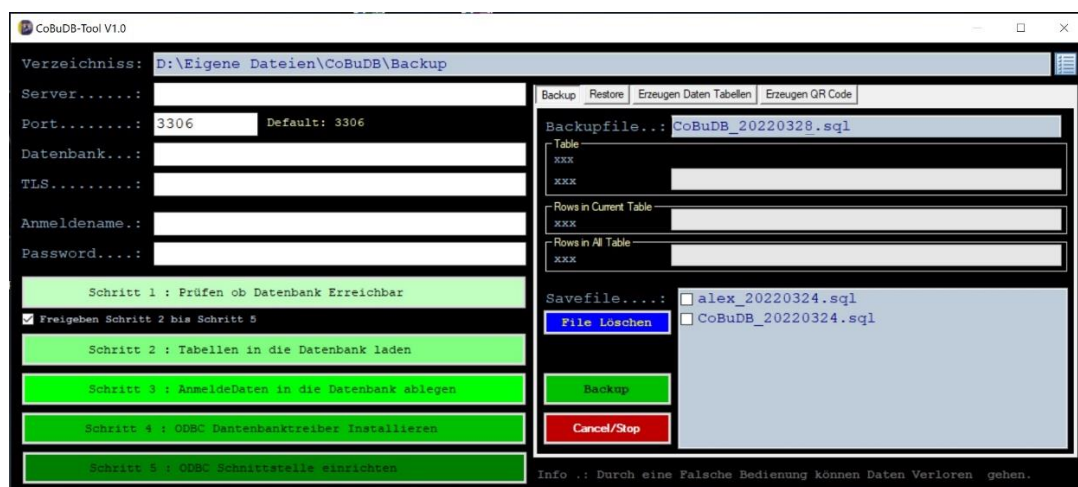 CoBuDB-Tool V1.0
Verzeichniss: D:\Eigene Dateien\CoBuDB\Backup
Server......:
Port........: 3306 Default: 3306
Datenbank...:
TLS.........:
Anmeldename.:
Password....:
Schritt 1 : Prüfen ob Datenbank Erreichbar
Freigeben Schritt 2 bis Schritt 5
Schritt 2 : Tabellen in die Datenbank laden
Schritt 3 : AnmeldeDaten in die Datenbank ablegen
Schritt 4 : ODBC Dantenbanktreiber Installieren
Schritt 5 : ODBC Schnittstelle einrichten
Backup Restore Erzeugen Daten Tabellen Erzeugen QR Code
Backupfile..: CoBuDB_20220328.sql
Table
xxx
xxx
Rows in Current Table
xxx
Rows in All Table
xxx
Savefile....: alex_20220324.sql
CoBuDB_20220324.sql
File Löschen
Backup
Cancel/Stop
Info .: Durch eine Falsche Bedienung können Daten Verloren gehen.